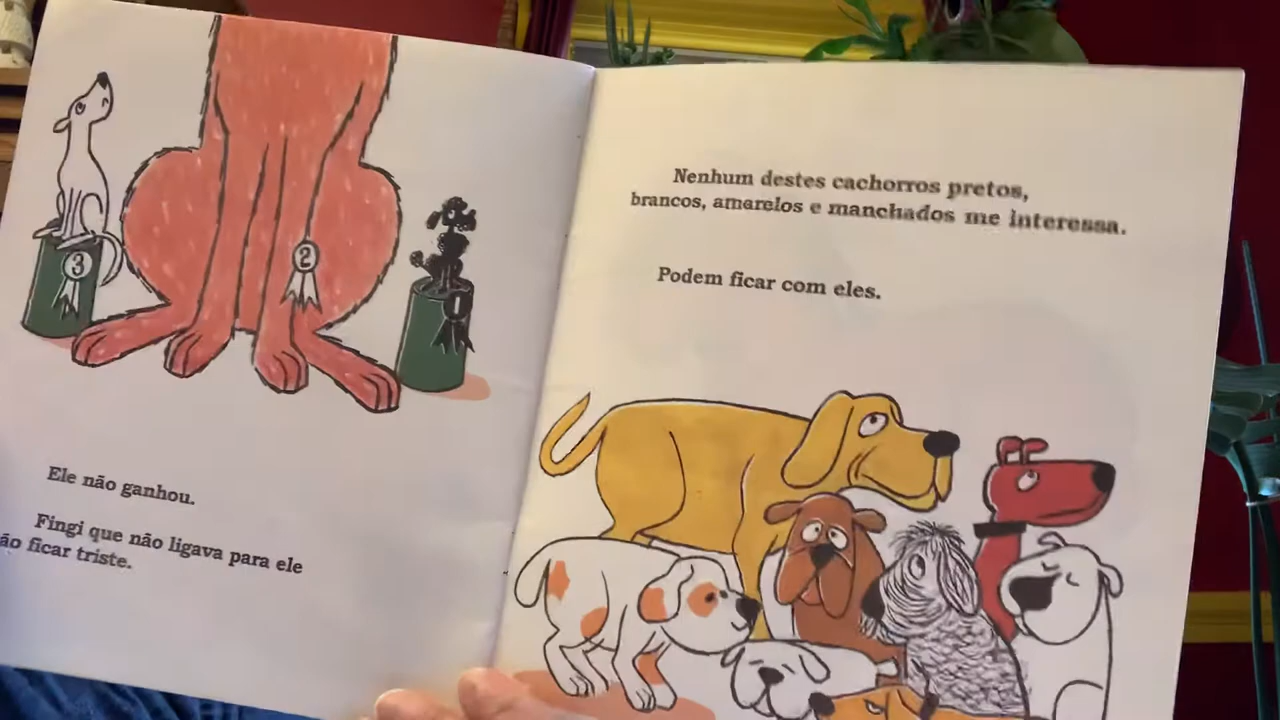 3
2
1
Ele não ganhou.
Fingi que não ligava para ele
ficar triste.
Nenhum destes cachorros pretos,
brancos, amarelos e manchados me interessa.
Podem ficar com eles.